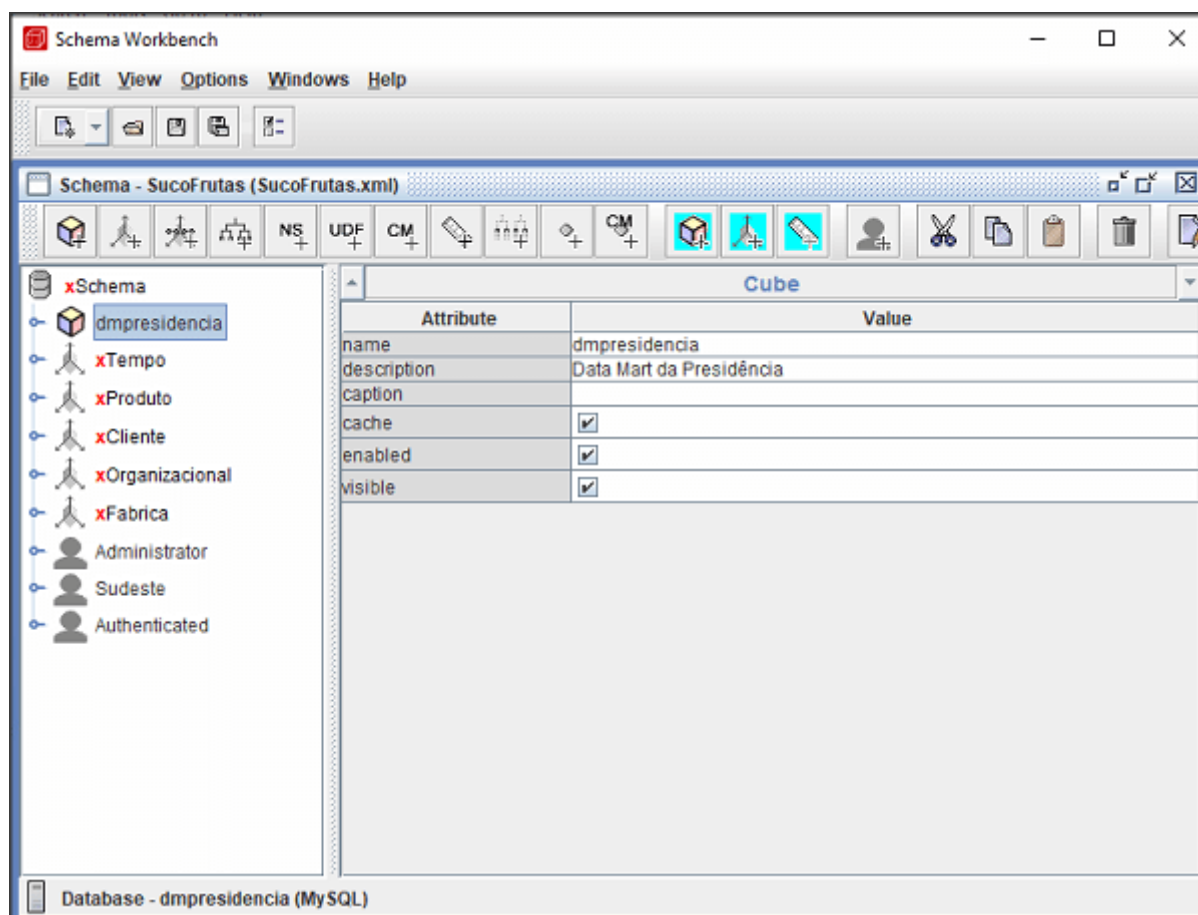 Schema Workbench
File Edit View Options Windows Help
Schema - SucoFrutas (SucoFrutas.xml)
NS UDF CM CM
xSchema
dmpresidencia
xTempo
xProduto
xCliente
xOrganizacional
xFabrica
Administrator
Sudeste
Authenticated
Cube
Attribute Value
name dmpresidencia
description Data Mart da Presidência
caption
cache
enabled
visible
Database - dmpresidencia (MySQL)